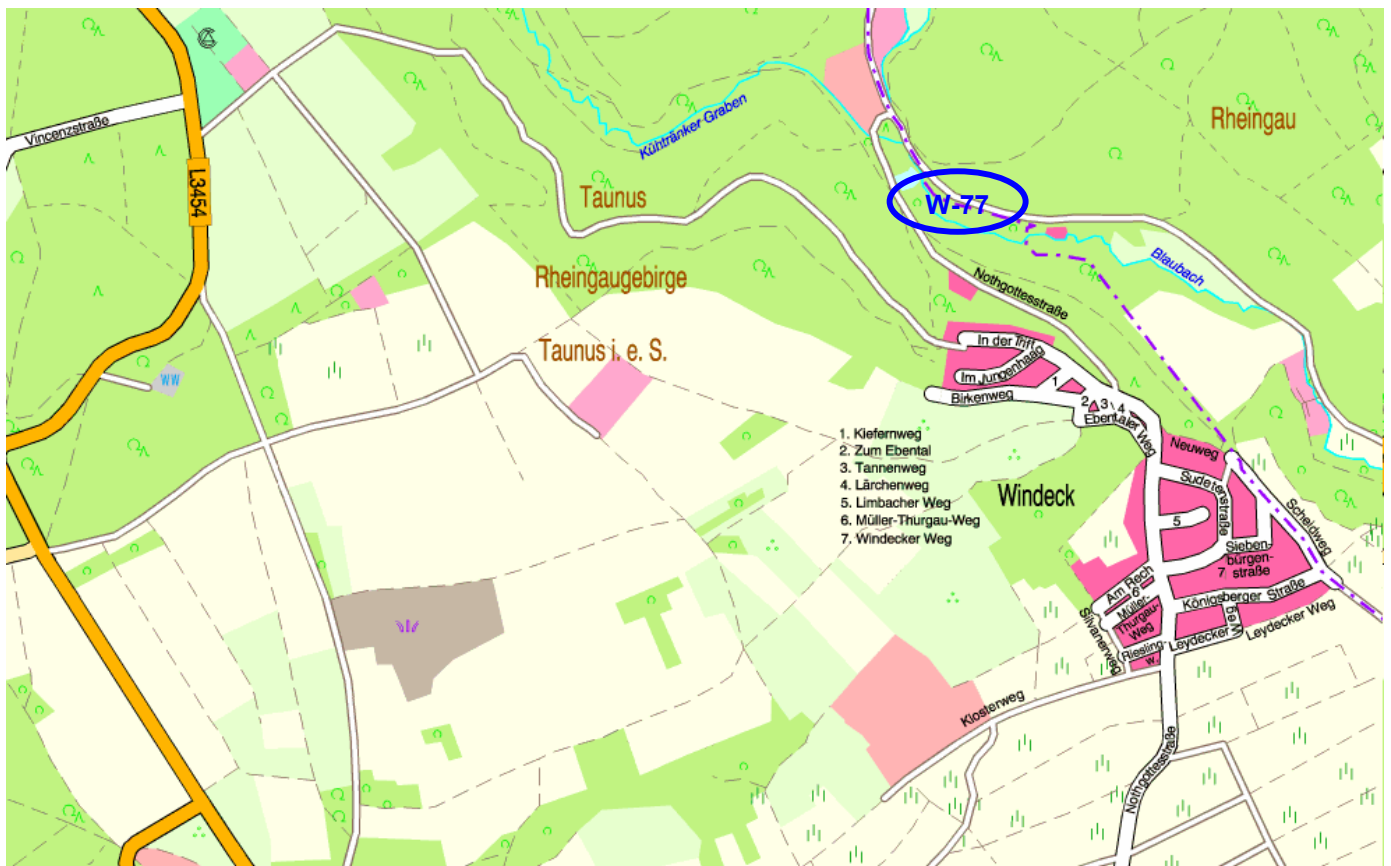 Vincenzstraße
L3454
Kühtränker Graben
Rheingau
Taunus
W-77
Rheingaugebirge
Blaubach
Nothgottesstraße
Taunus i. e. S.
WW
In der Trift
Im Jungenhaag
Birkenweg
1
2
3
4
Ebentaler Weg
1. Kiefernweg
2. Zum Ebental
3. Tannenweg
4. Lärchenweg
5. Limbacher Weg
6. Müller-Thurgau-Weg
7. Windecker Weg
Windeck
Neuweg
Sudetenstraße
Scheidweg
5
Sieben-
bürgen-
straße
7
Am Rech
6
Müller-
Thurgau-
Weg
Königsberger Straße
Silvanerweg
Riesling-
w.
Leydecker Weg
Leydecker Weg
Klosterweg
Nothgottesstraße